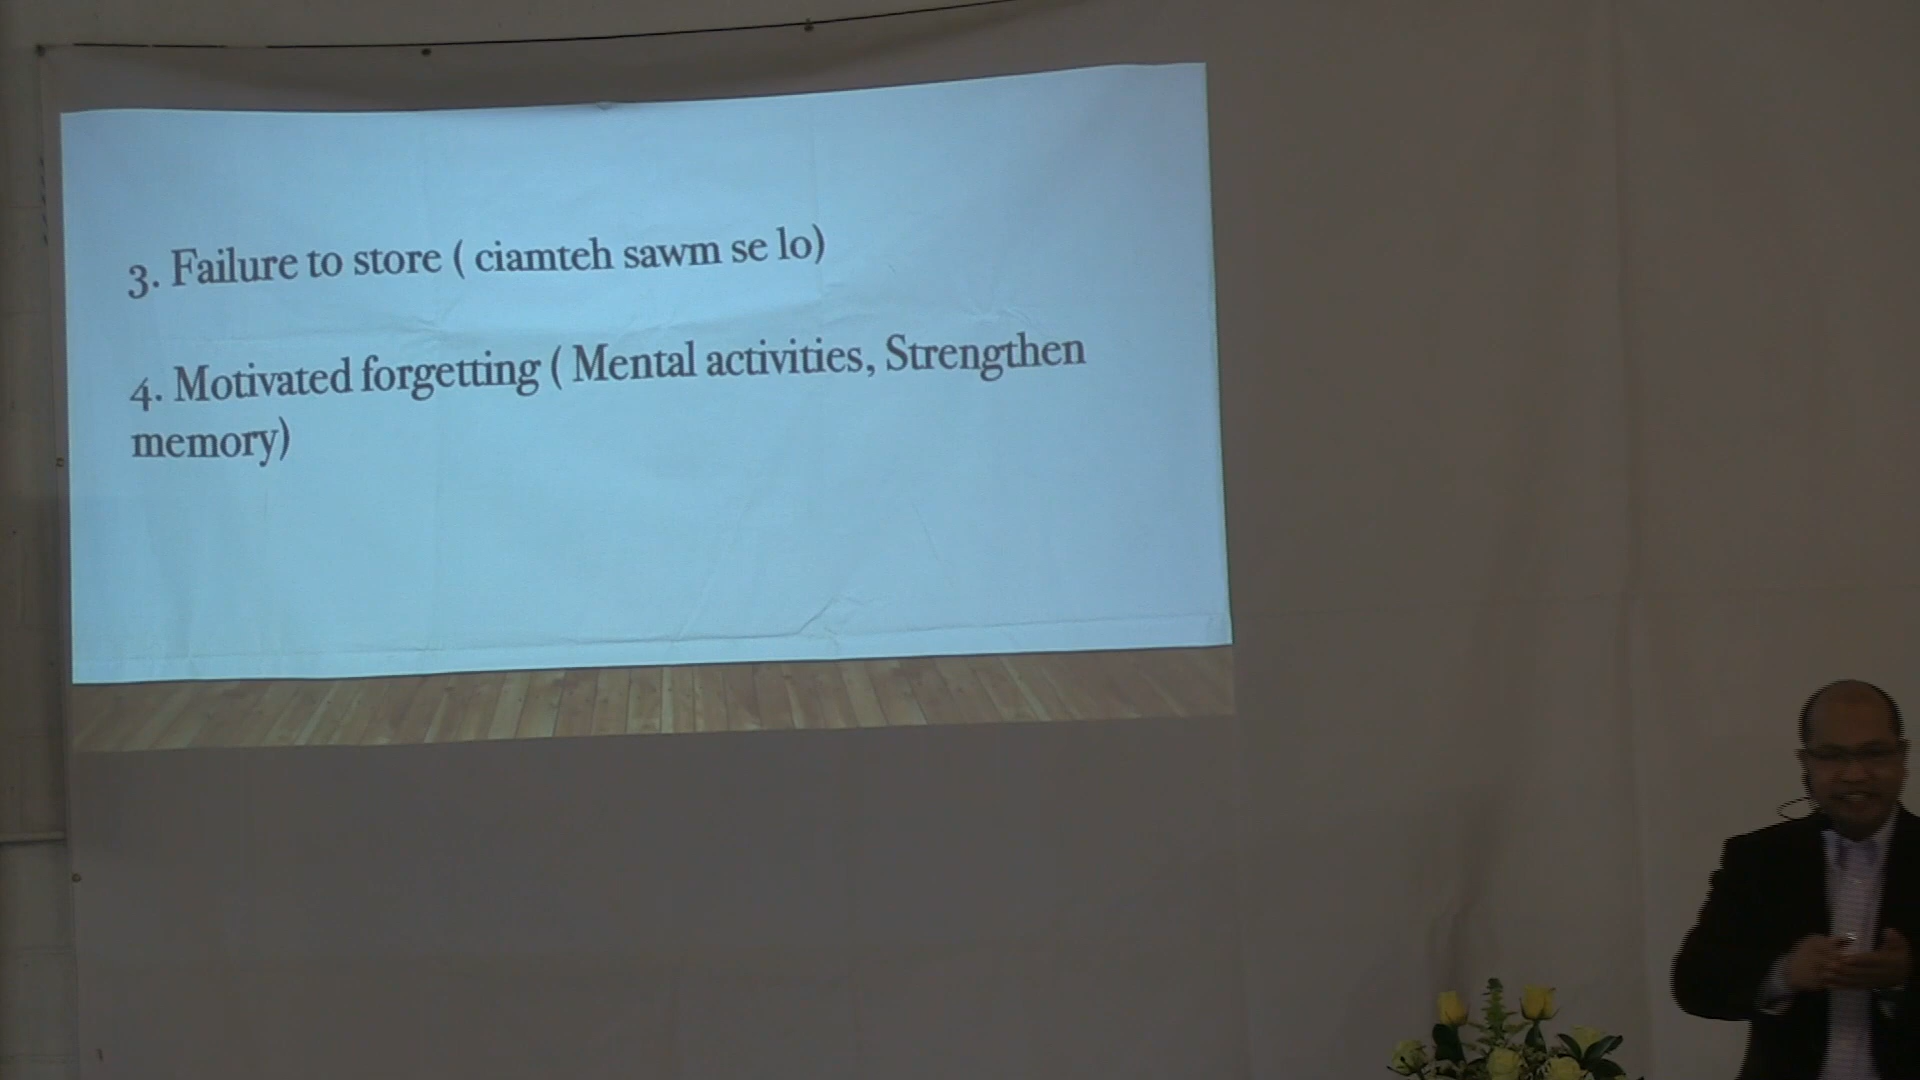 3. Failure to store ( ciamteh sawm se lo)
4. Motivated forgetting ( Mental activities, Strengthen
memory)